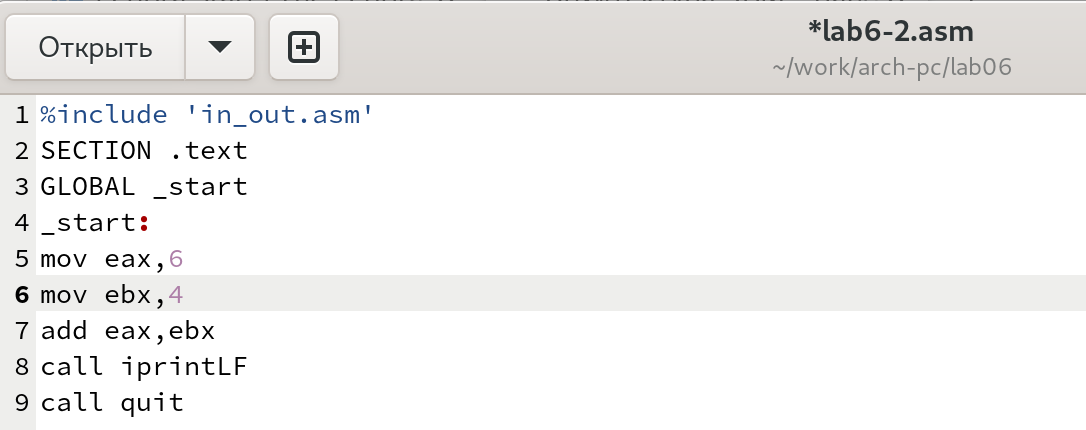 Открыть
*lab6-2.asm
~/work/arch-pc/lab06
1 %include 'in_out.asm'
2 SECTION .text
3 GLOBAL _start
4 _start:
5 mov eax,6
6 mov ebx,4
7 add eax,ebx
8 call iprintLF
9 call quit